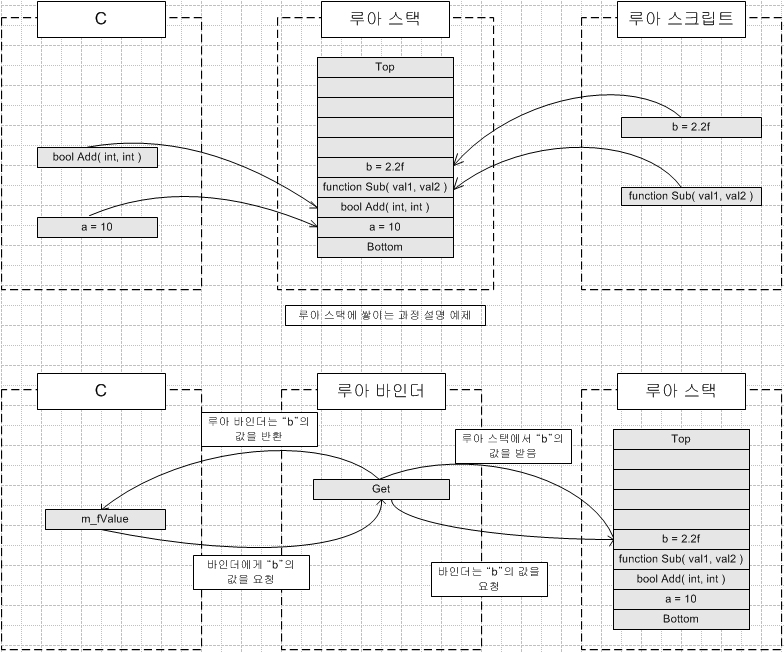 C
루아 스택
루아 스크립트
Top
b = 2.2f
function Sub( val1, val2 )
bool Add( int, int )
a = 10
Bottom
bool Add( int, int )
a = 10
b = 2.2f
function Sub( val1, val2 )
루아 스택에 쌓이는 과정 설명 예제
C
루아 바인더
루아 스택
루아 바인더는 “b”의
값을 반환
루아 스택에서 “b”의
값을 받음
Get
m_fValue
바인더에게 “b”의
값을 요청
바인더는 “b”의 값을
요청
Top
b = 2.2f
function Sub( val1, val2 )
bool Add( int, int )
a = 10
Bottom